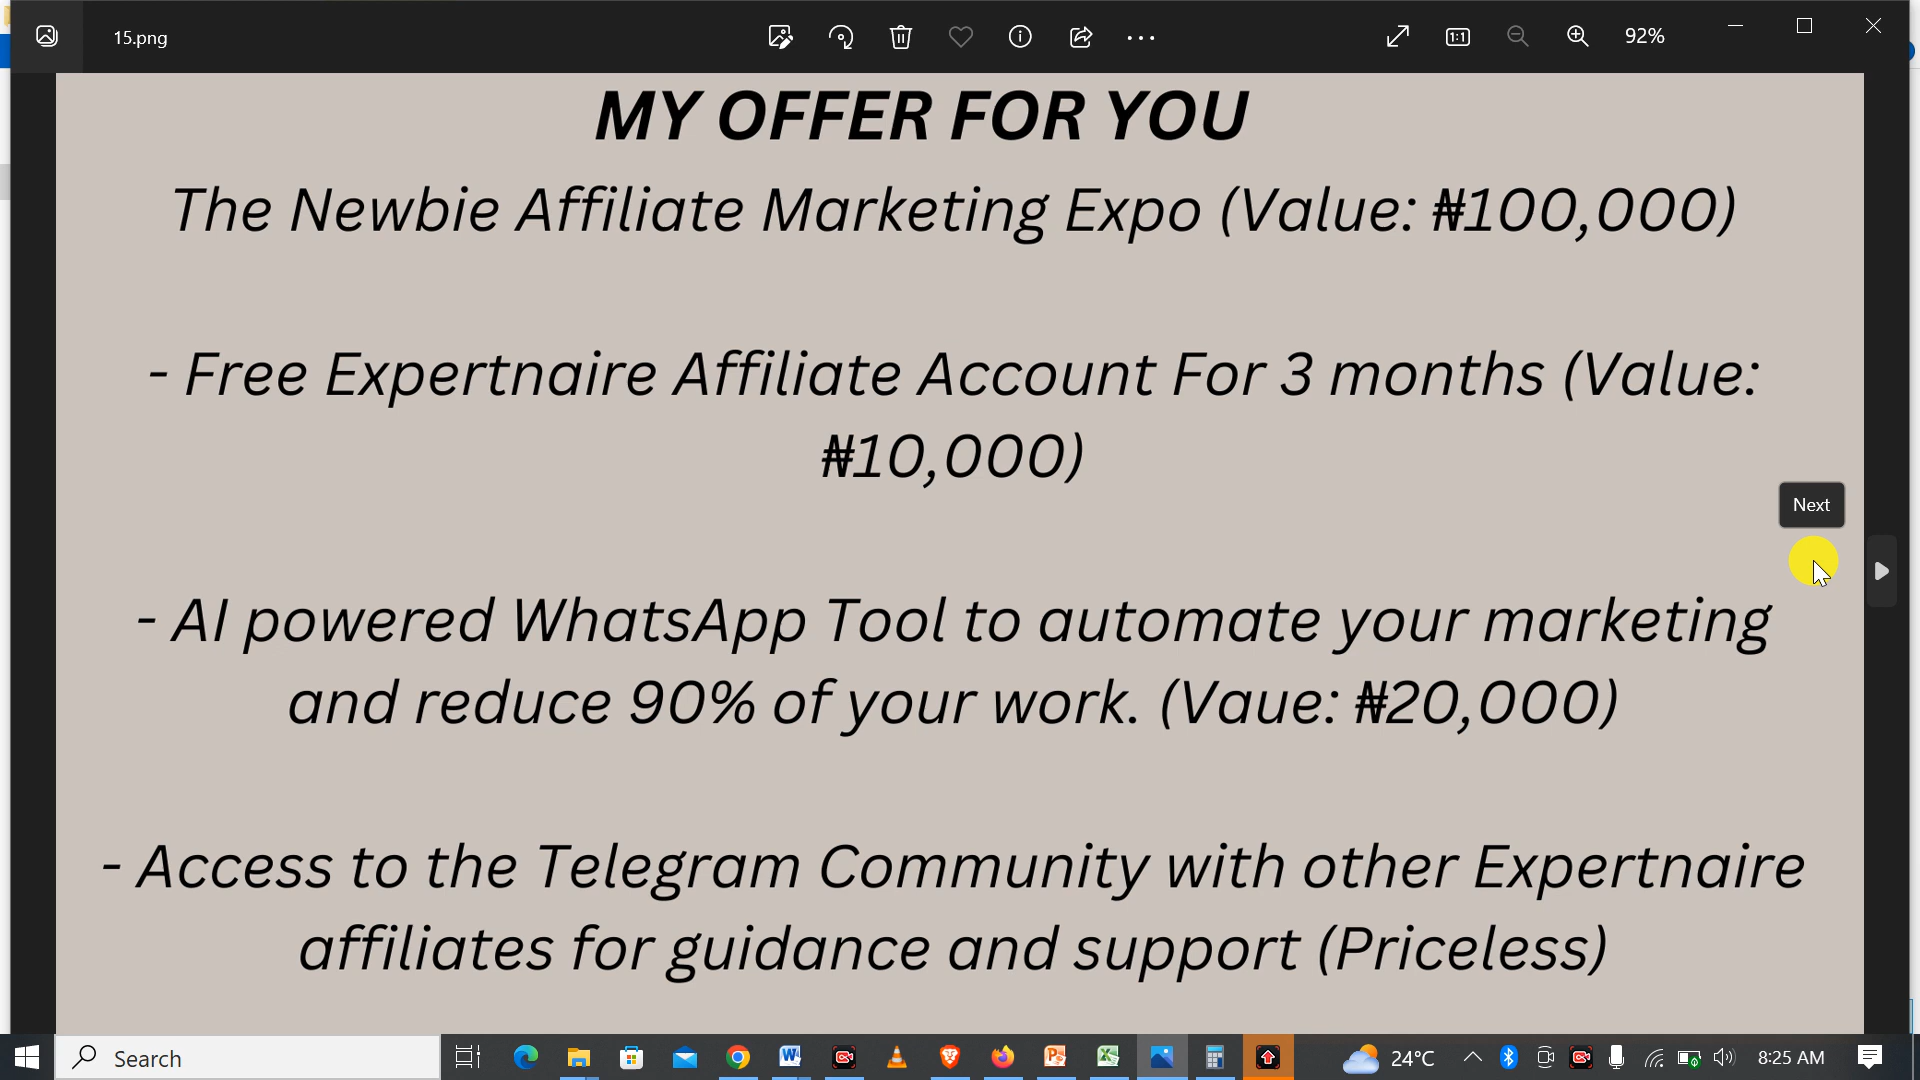 15.png
92%
MY OFFER FOR YOU
The Newbie Affiliate Marketing Expo (Value: ₦100,000)
- Free Expertnaire Affiliate Account For 3 months (Value:
₦10,000)
Next
- AI powered WhatsApp Tool to automate your marketing
and reduce 90% of your work. (Vaue: ₦20,000)
- Access to the Telegram Community with other Expertnaire
affiliates for guidance and support (Priceless)
Search
24°C
8:25 AM